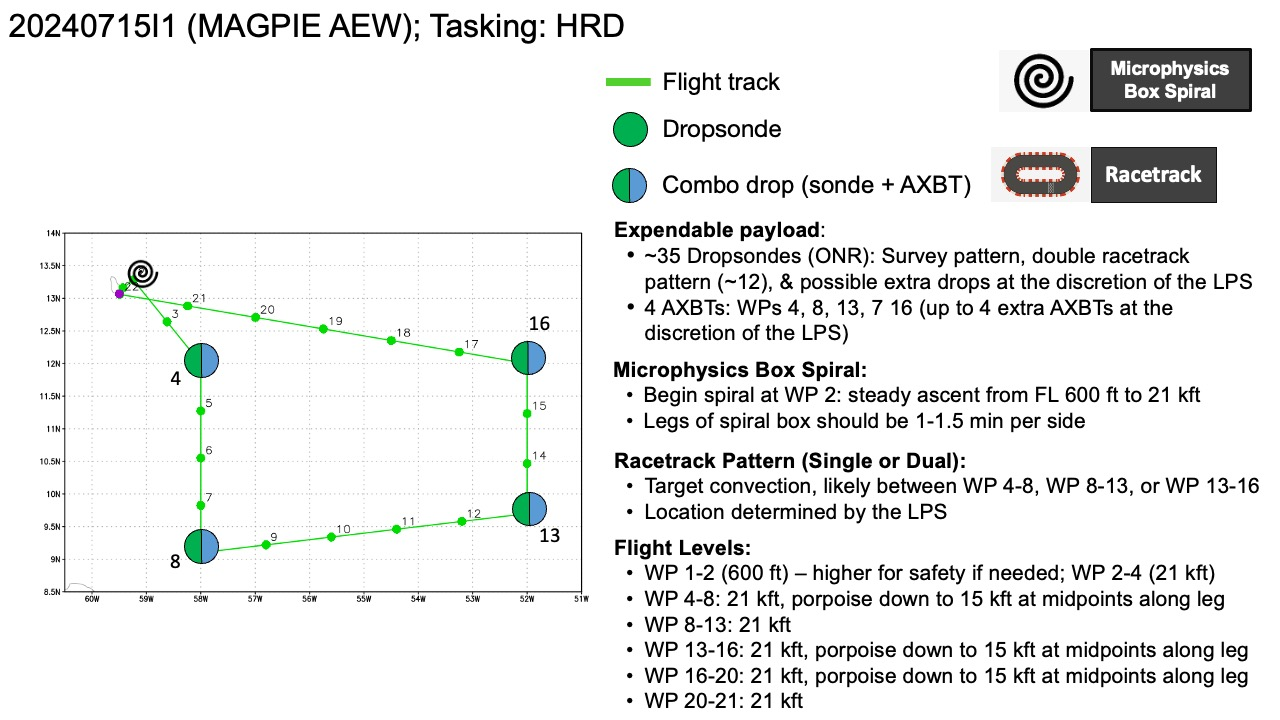 20240715I1 (MAGPIE AEW); Tasking: HRD
Flight track
Dropsonde
Combo drop (sonde + AXBT)
Microphysics
Box Spiral
Racetrack
14N
13.5N
13N
12.5N
12N
11.5N
11N
10.5N
10N
9.5N
9N
8.5N
60W 59W 58W 57W 56W 55W 54W 53W 52W 51W
22
21
20
19
18
17
16
3
4
5
6
7
8
9
10
11
12
13
14
15
Expendable payload:
• ~35 Dropsondes (ONR): Survey pattern, double racetrack
pattern (~12), & possible extra drops at the discretion of the LPS
• 4 AXBTs: WPs 4, 8, 13, 7 16 (up to 4 extra AXBTs at the
discretion of the LPS)
Microphysics Box Spiral:
• Begin spiral at WP 2: steady ascent from FL 600 ft to 21 kft
• Legs of spiral box should be 1-1.5 min per side
Racetrack Pattern (Single or Dual):
• Target convection, likely between WP 4-8, WP 8-13, or WP 13-16
• Location determined by the LPS
Flight Levels:
• WP 1-2 (600 ft) – higher for safety if needed; WP 2-4 (21 kft)
• WP 4-8: 21 kft, porpoise down to 15 kft at midpoints along leg
• WP 8-13: 21 kft
• WP 13-16: 21 kft, porpoise down to 15 kft at midpoints along leg
• WP 16-20: 21 kft, porpoise down to 15 kft at midpoints along leg
• WP 20-21: 21 kft